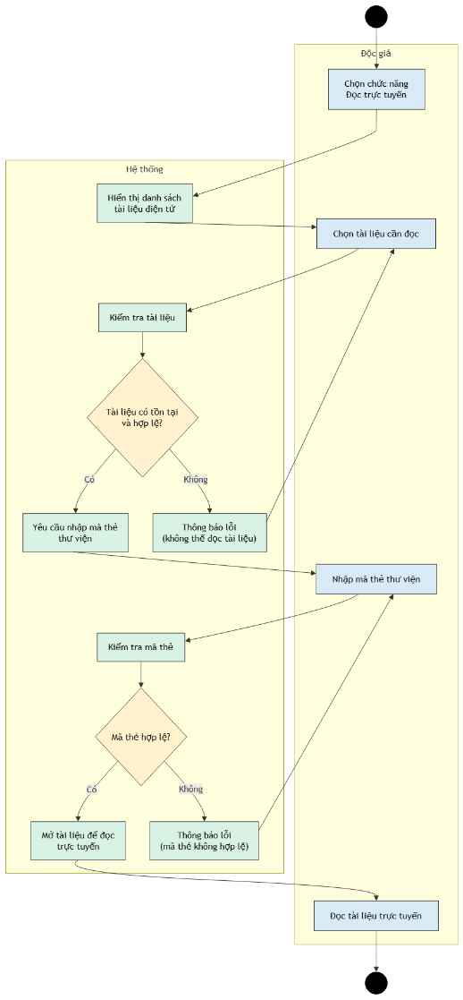 Độc giả
Chọn chức năng
Đọc trực tuyến
Hệ thống
Hiển thị danh sách
tài liệu điện tử
Chọn tài liệu cần đọc
Kiểm tra tài liệu
Tài liệu có tồn tại
và hợp lệ?
Có
Không
Yêu cầu nhập mã thẻ
thư viện
Thông báo lỗi
(không thể đọc tài liệu)
Nhập mã thẻ thư viện
Kiểm tra mã thẻ
Mã thẻ hợp lệ?
Có
Không
Mở tài liệu để đọc
trực tuyến
Thông báo lỗi
(mã thẻ không hợp lệ)
Đọc tài liệu trực tuyến